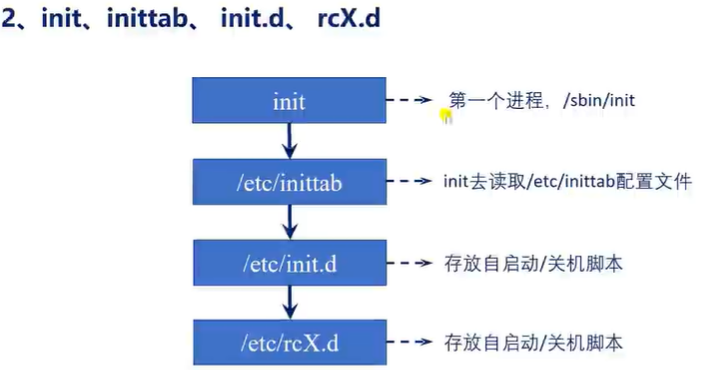 2、init、inittab、 init.d、 rcX.d
init
第一个进程，/sbin/init
/etc/inittab
init去读取/etc/inittab配置文件
/etc/init.d
存放自启动/关机脚本
/etc/rcX.d
存放自启动/关机脚本